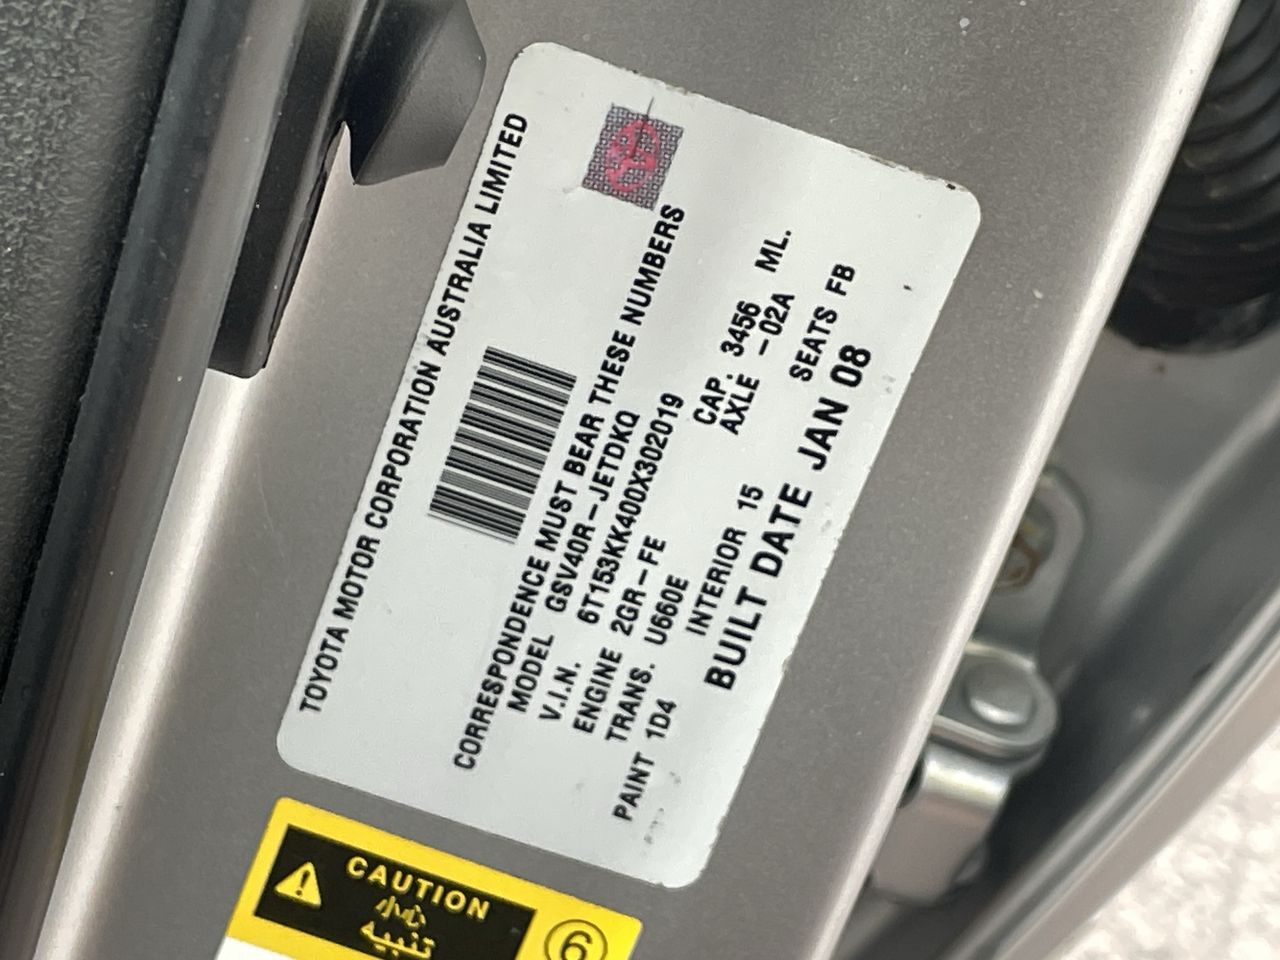 TOYOTA MOTOR CORPORATION AUSTRALIA LIMITED
CORRESPONDENCE MUST BEAR THESE NUMBERS
MODEL GSV40R-JETDKQ
V.I.N. 6T153KK400X302019
ENGINE 2GR-FE CAP. 3456 ML.
TRANS. U660E AXLE -02A
PAINT 1D4 INTERIOR 15 SEATS FB
BUILT DATE JAN 08
CAUTION
تنبيه
6